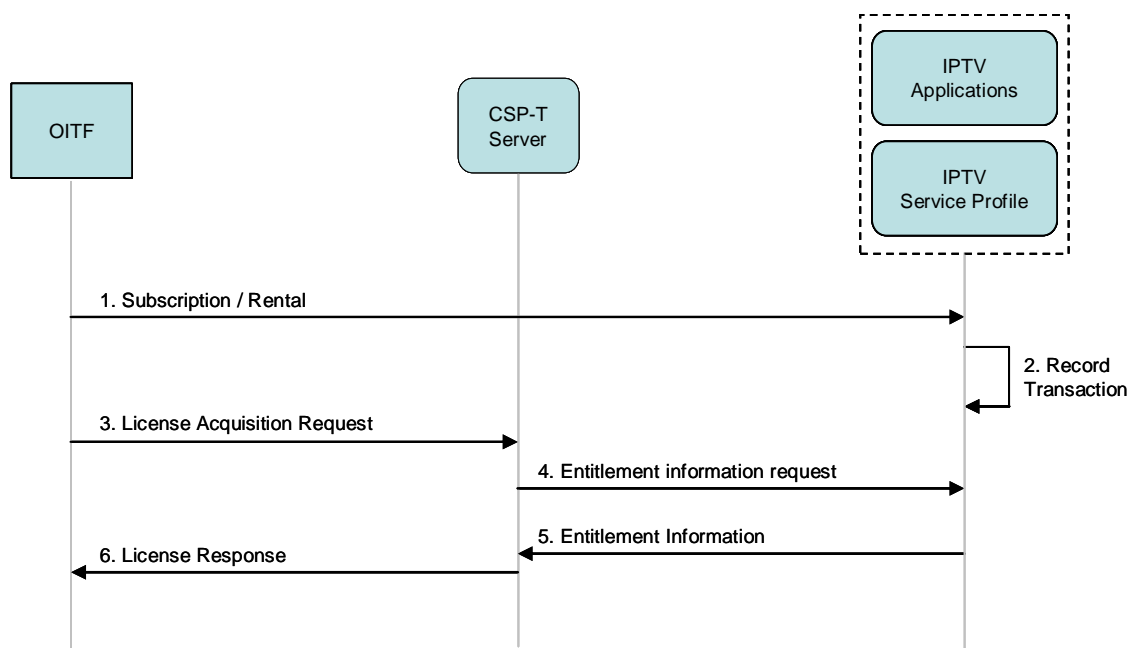 IPTV
Applications
OITF
CSP-T
Server
IPTV
Service Profile
1. Subscription / Rental
2. Record
Transaction
3. License Acquisition Request
4. Entitlement information request
5. Entitlement Information
6. License Response